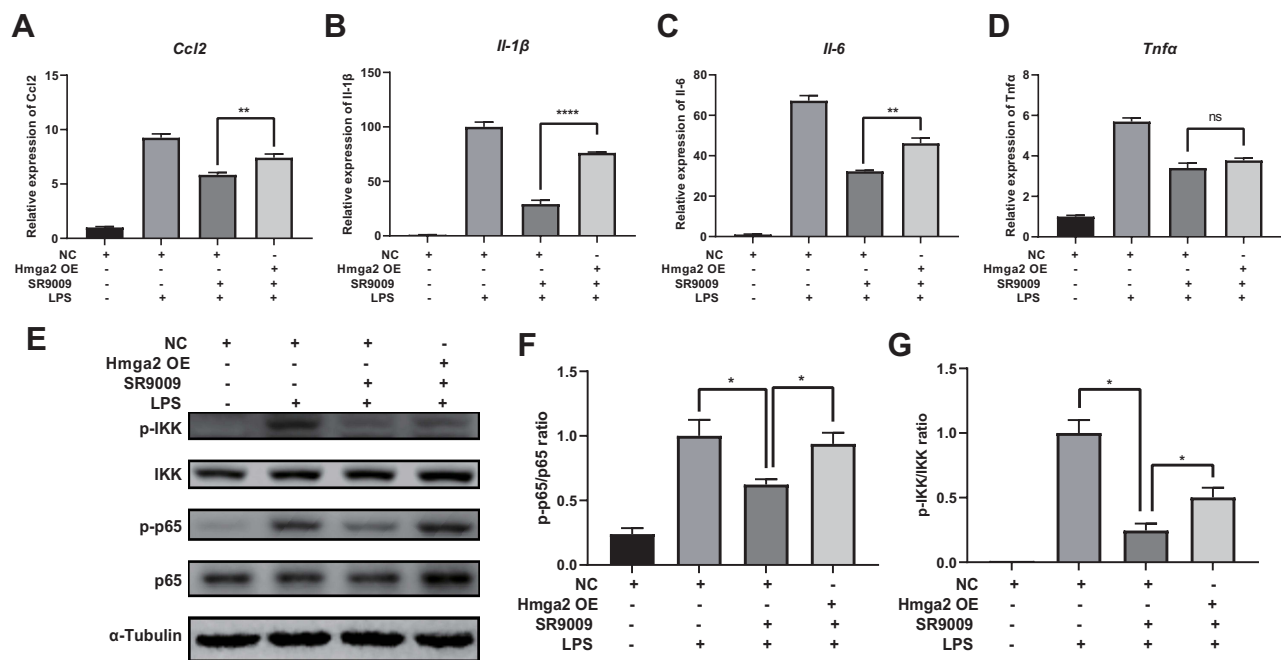 A
Ccl2
Relative expression of Ccl2
15
10
5
0
**
NC + + + -
Hmga2 OE - - - +
SR9009 - - + +
LPS - + + +
B
Il-1β
Relative expression of Il-1β
150
100
50
0
****
NC + + + -
Hmga2 OE - - - +
SR9009 - - + +
LPS - + + +
C
Il-6
Relative expression of Il-6
80
60
40
20
0
**
NC + + + -
Hmga2 OE - - - +
SR9009 - - + +
LPS - + + +
D
Tnfα
Relative expression of Tnfα
8
6
4
2
0
ns
NC + + + -
Hmga2 OE - - - +
SR9009 - - + +
LPS - + + +
E
NC + + + -
Hmga2 OE - - - +
SR9009 - - + +
LPS - + + +
p-IKK
IKK
p-p65
p65
α-Tubulin
F
p-p65/p65 ratio
1.5
1.0
0.5
0.0
* *
NC + + + -
Hmga2 OE - - - +
SR9009 - - + +
LPS - + + +
G
p-IKK/IKK ratio
1.5
1.0
0.5
0.0
*
*
NC + + + -
Hmga2 OE - - - +
SR9009 - - + +
LPS - + + +